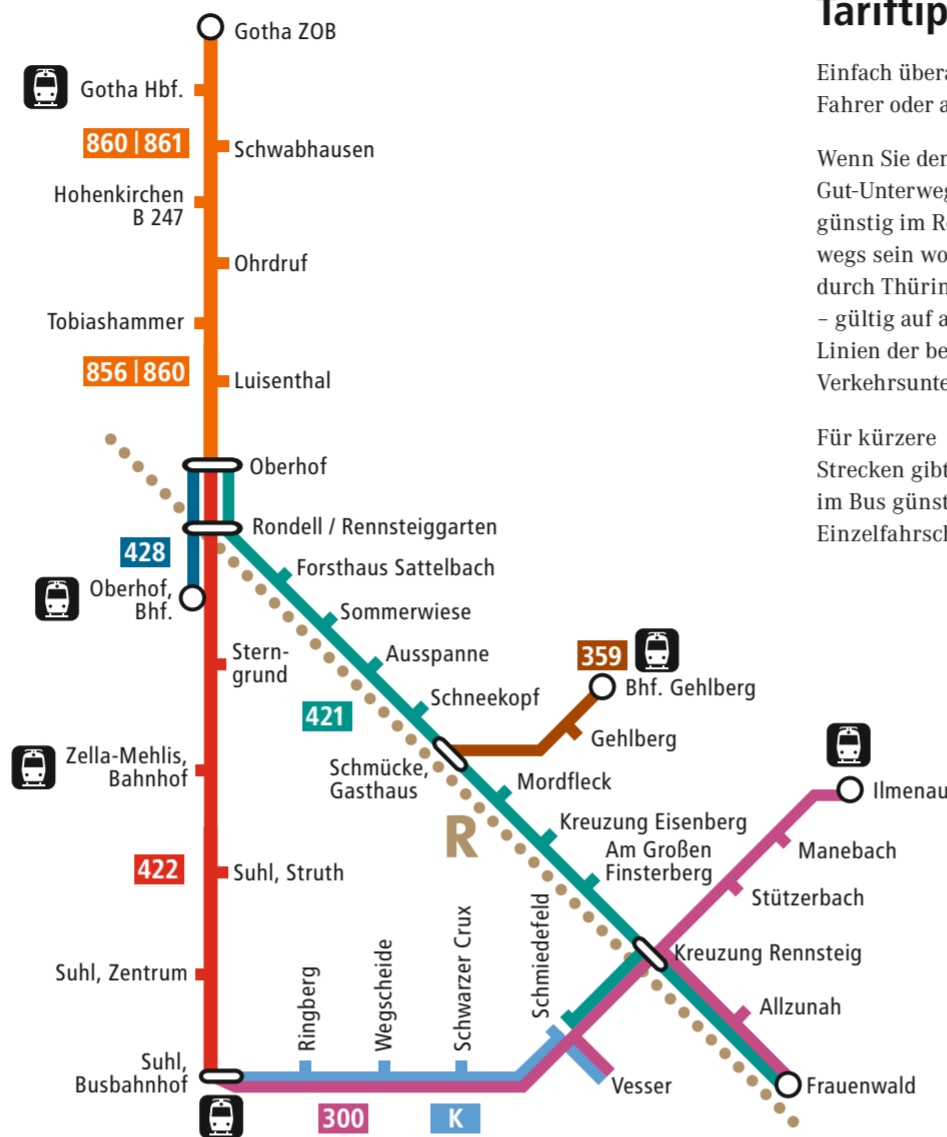 Gotha ZOB
Gotha Hbf.
860 | 861
Schwabhausen
Hohenkirchen
B 247
Ohrdruf
Tobiashammer
856 | 860
Luisenthal
Oberhof
Rondell / Rennsteiggarten
428
Oberhof,
Bhf.
Forsthaus Sattelbach
Sommerwiese
Ausspanne
Schneekopf
Stern-
grund
421
359
Bhf. Gehlberg
Gehlberg
Schmücke,
Gasthaus
Zella-Mehlis,
Bahnhof
Mordfleck
Ilmenau
R
Kreuzung Eisenberg
Am Großen
Finsterberg
Manebach
Stützerbach
422
Suhl, Struth
Kreuzung Rennsteig
Suhl, Zentrum
Ringberg
Wegscheide
Schwarzer Crux
Schmiedefeld
Allzunah
Suhl,
Busbahnhof
Vesser
Frauenwald
300
K
Tariftip
Einfach übera
Fahrer oder a
Wenn Sie der
Gut-Unterweg
günstig im Re
wegs sein wo
durch Thürin
– gültig auf a
Linien der be
Verkehrsunte
Für kürzere
Strecken gibt
im Bus günst
Einzelfahrsch